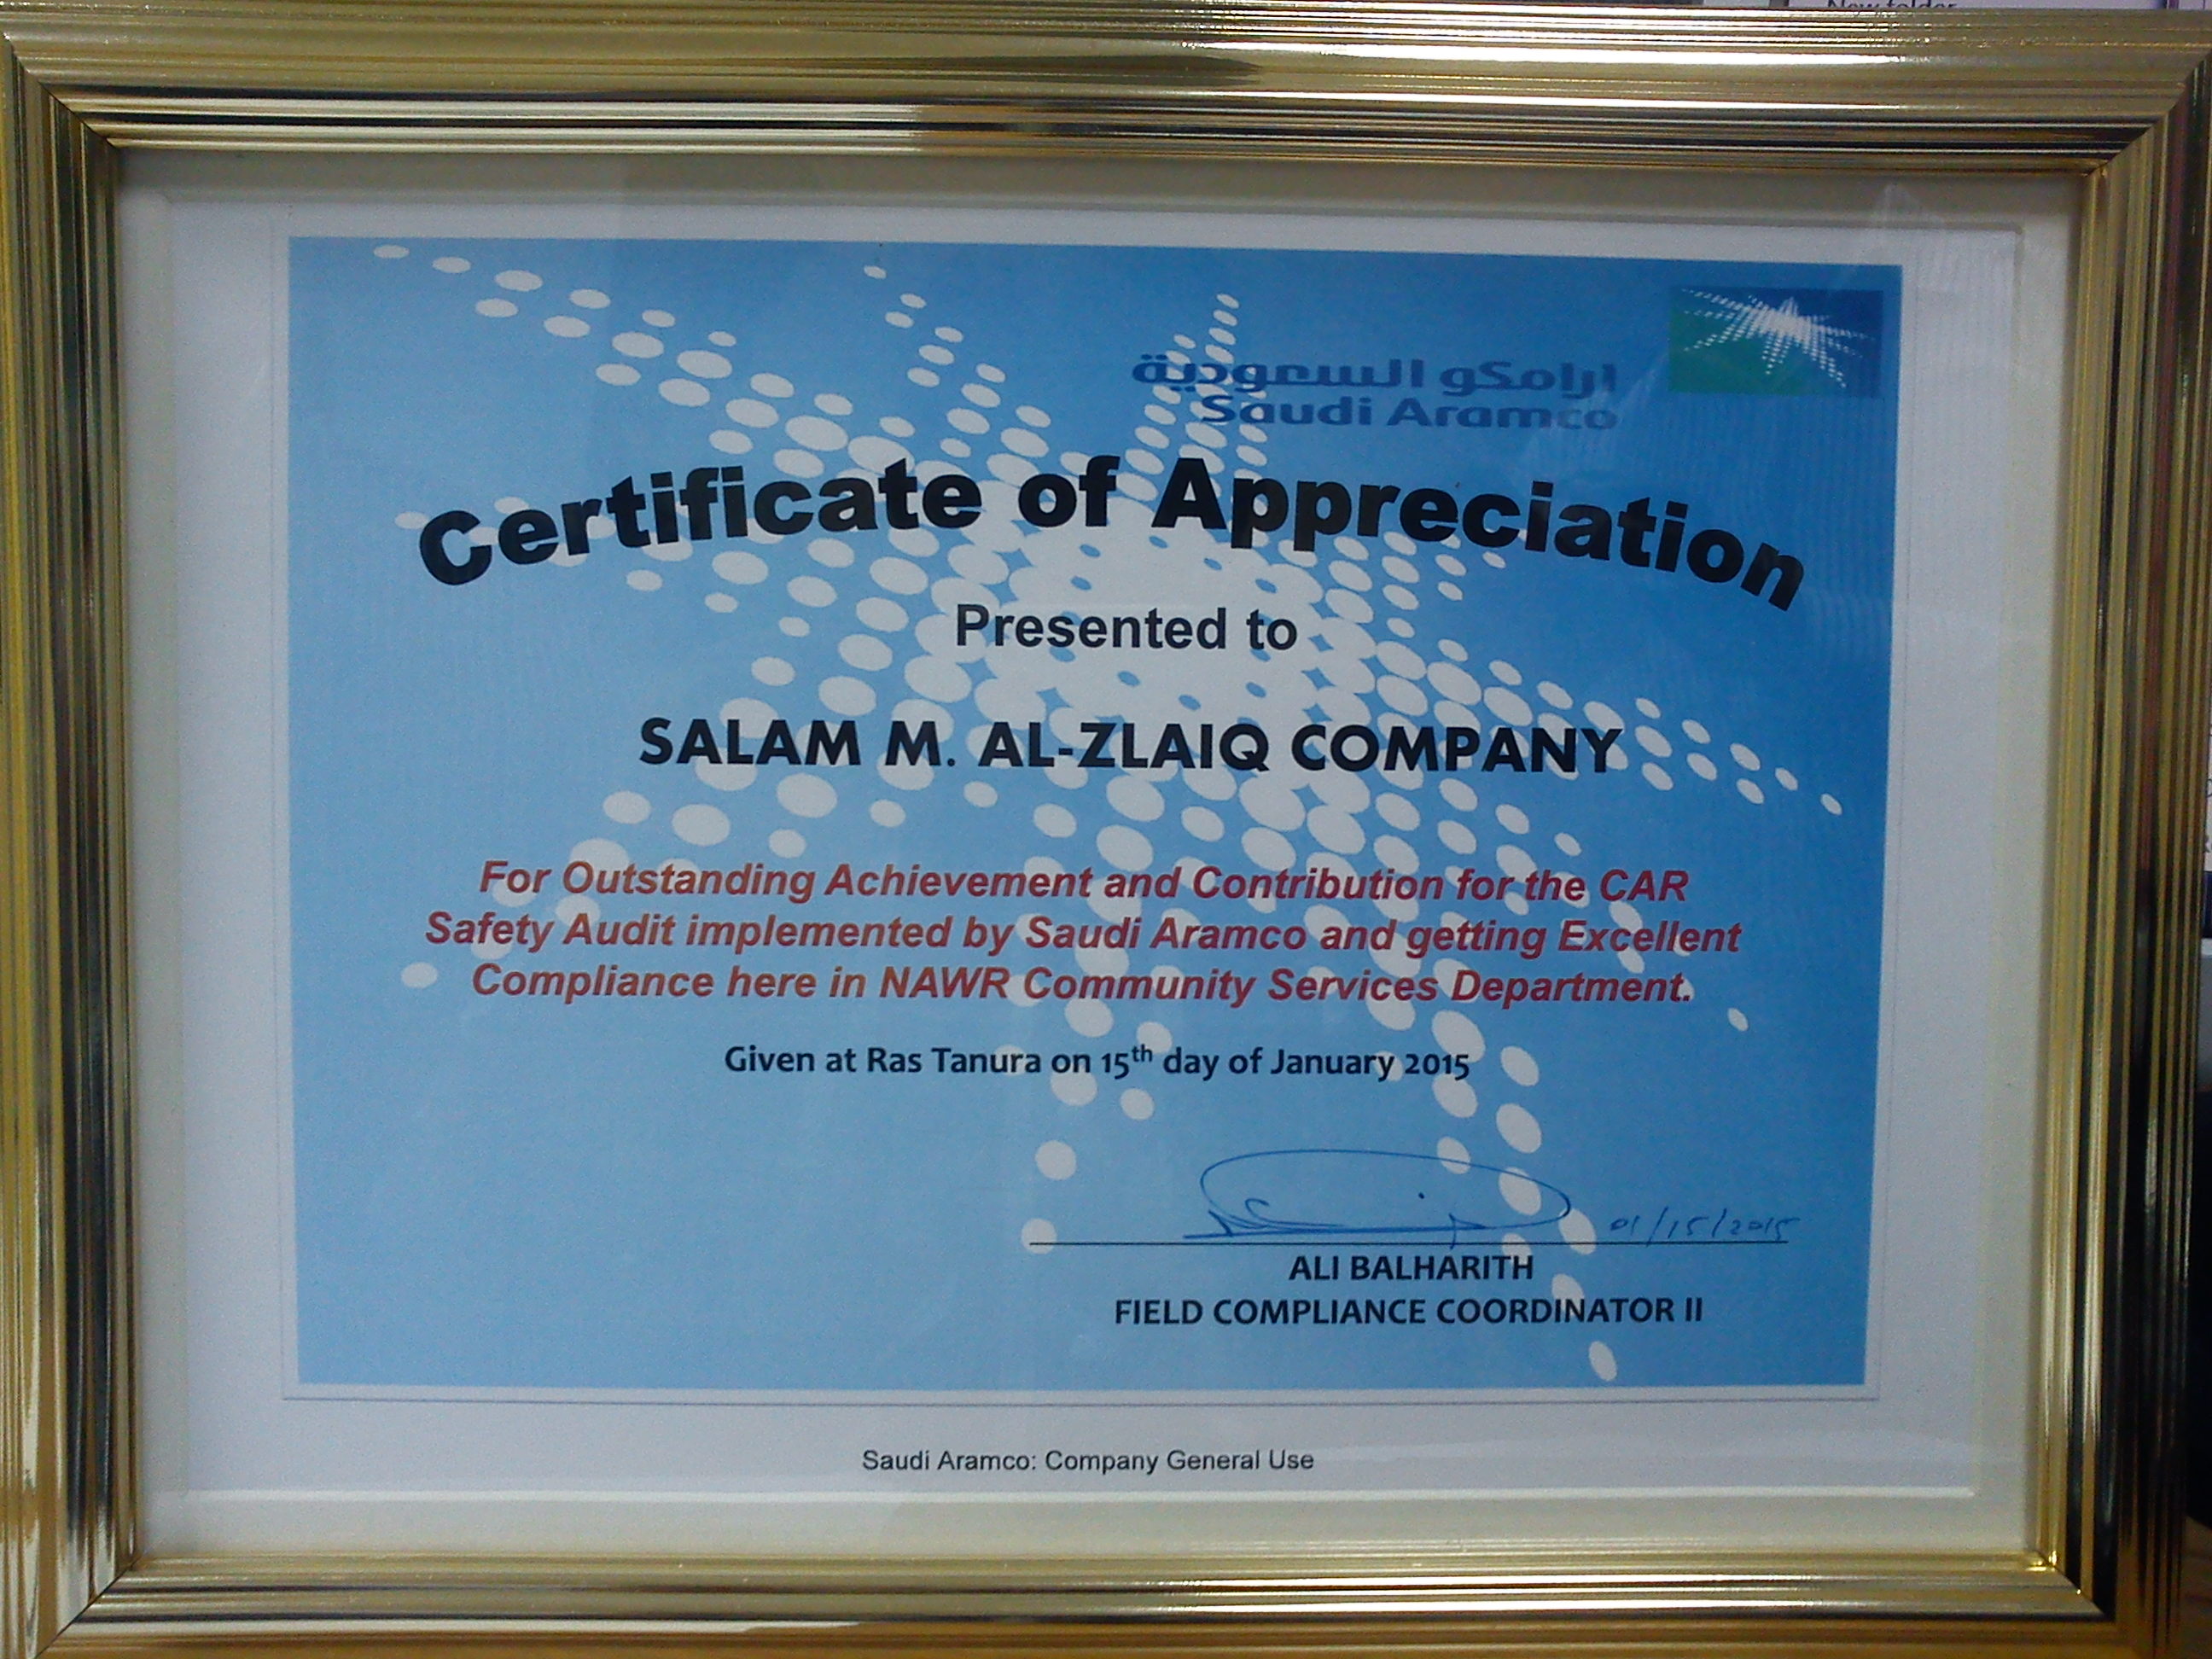 New folder
أرامكو السعودية
Saudi Aramco
Certificate of Appreciation
Presented to
SALAM M. AL-ZLAIQ COMPANY
For Outstanding Achievement and Contribution for the CAR
Safety Audit implemented by Saudi Aramco and getting Excellent
Compliance here in NAWR Community Services Department.
Given at Ras Tanura on 15th day of January 2015
01/15/2015
ALI BALHARITH
FIELD COMPLIANCE COORDINATOR II
Saudi Aramco: Company General Use